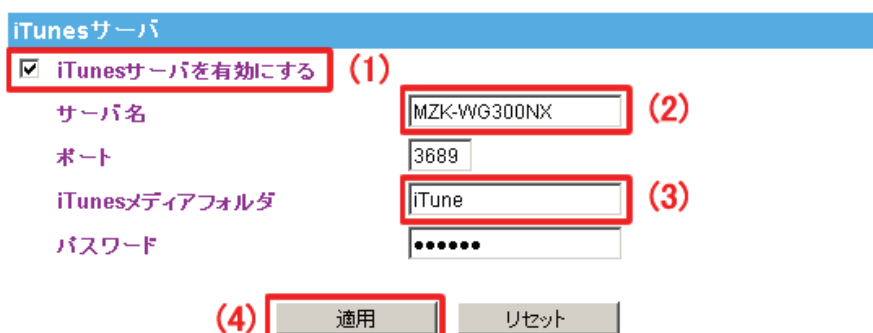 iTunesサーバ
iTunesサーバを有効にする (1)
サーバ名 MZK-WG300NX (2)
ポート 3689
iTunesメディアフォルダ iTune (3)
パスワード ●●●●●●
(4) 適用 リセット